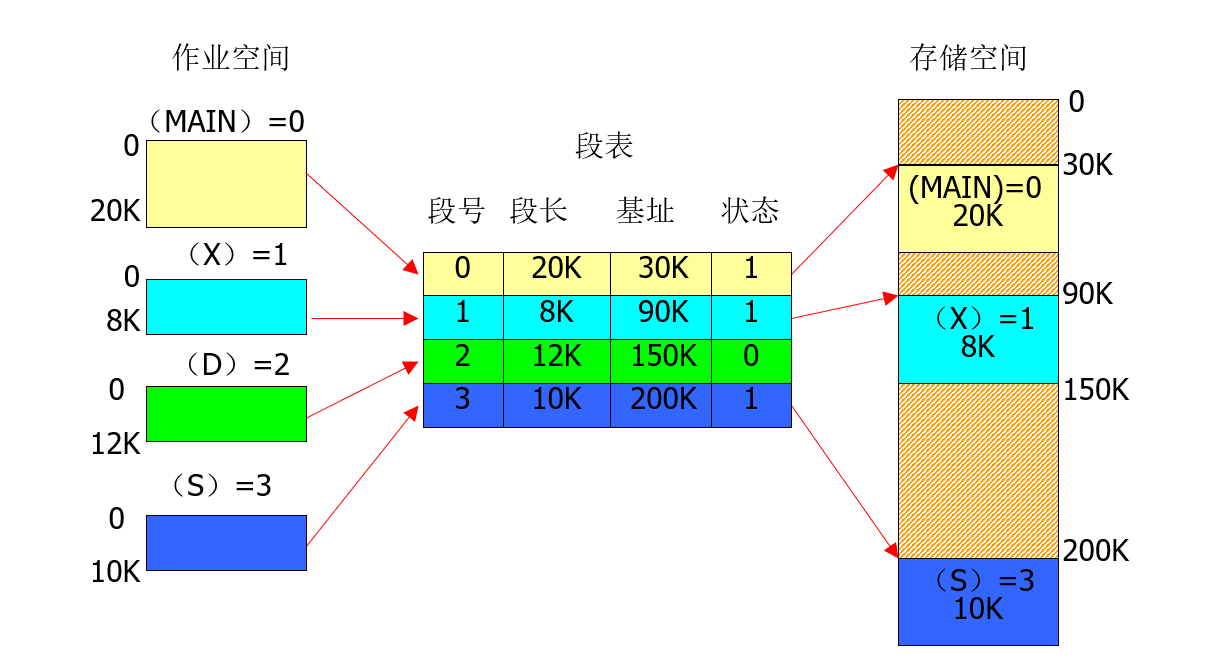 作业空间
（MAIN）=0
0
20K
（X）=1
0
8K
（D）=2
0
12K
（S）=3
0
10K
段表
段号 段长 基址 状态
0 20K 30K 1
1 8K 90K 1
2 12K 150K 0
3 10K 200K 1
存储空间
0
30K
(MAIN)=0
20K
90K
（X）=1
8K
150K
200K
（S）=3
10K